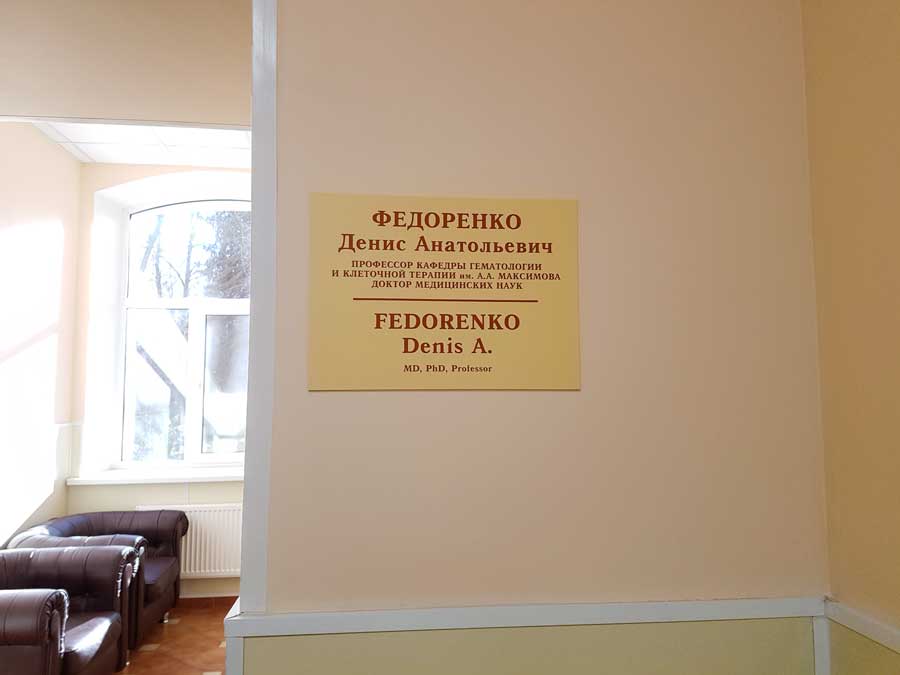 ФЕДОРЕНКО
Денис Анатольевич
ПРОФЕССОР КАФЕДРЫ ГЕМАТОЛОГИИ
И КЛЕТОЧНОЙ ТЕРАПИИ им. А.А. МАКСИМОВА
ДОКТОР МЕДИЦИНСКИХ НАУК
FEDORENKO
Denis A.
MD, PhD, Professor